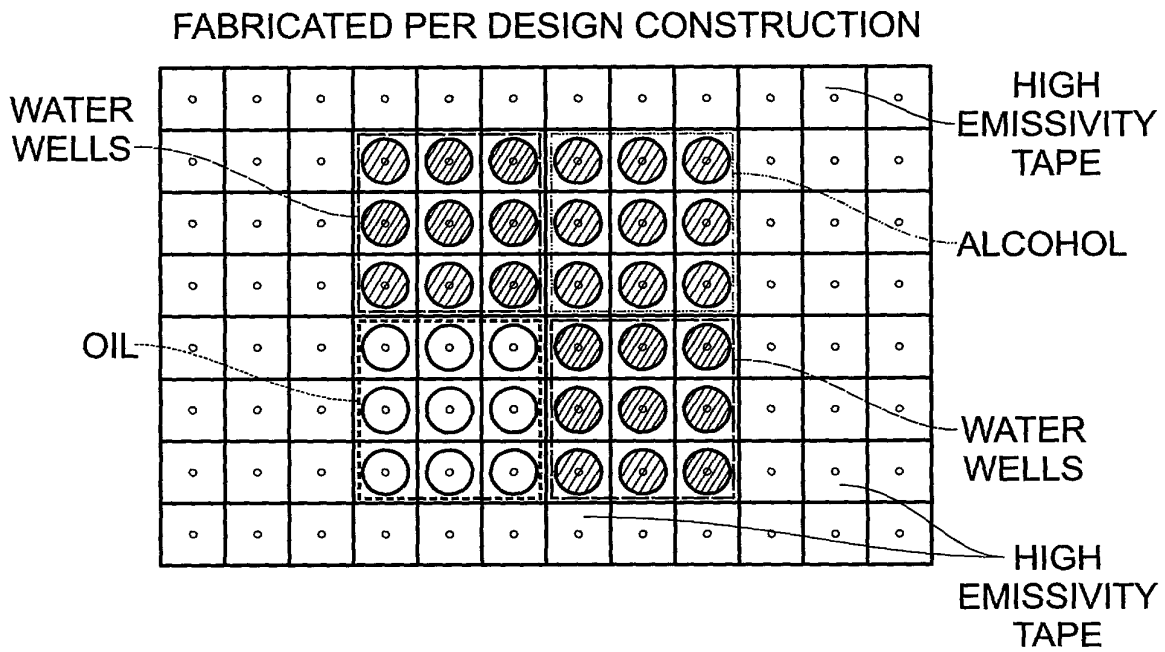 FABRICATED PER DESIGN CONSTRUCTION
WATER
WELLS
HIGH
EMISSIVITY
TAPE
ALCOHOL
OIL
WATER
WELLS
HIGH
EMISSIVITY
TAPE